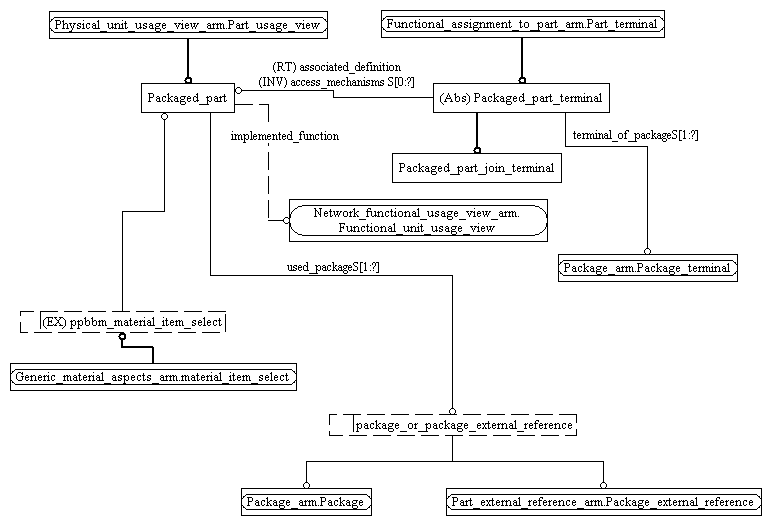 Physical_unit_usage_view_arm.Part_usage_view
Functional_assignment_to_part_arm.Part_terminal
(RT) associated_definition
(INV) access_mechanisms S[0:?]
Packaged_part
(Abs) Packaged_part_terminal
implemented_function
terminal_of_packageS[1:?]
Packaged_part_join_terminal
Network_functional_usage_view_arm.
Functional_unit_usage_view
used_packageS[1:?]
Package_arm.Package_terminal
(EX) ppbbm_material_item_select
Generic_material_aspects_arm.material_item_select
package_or_package_external_reference
Package_arm.Package
Part_external_reference_arm.Package_external_reference